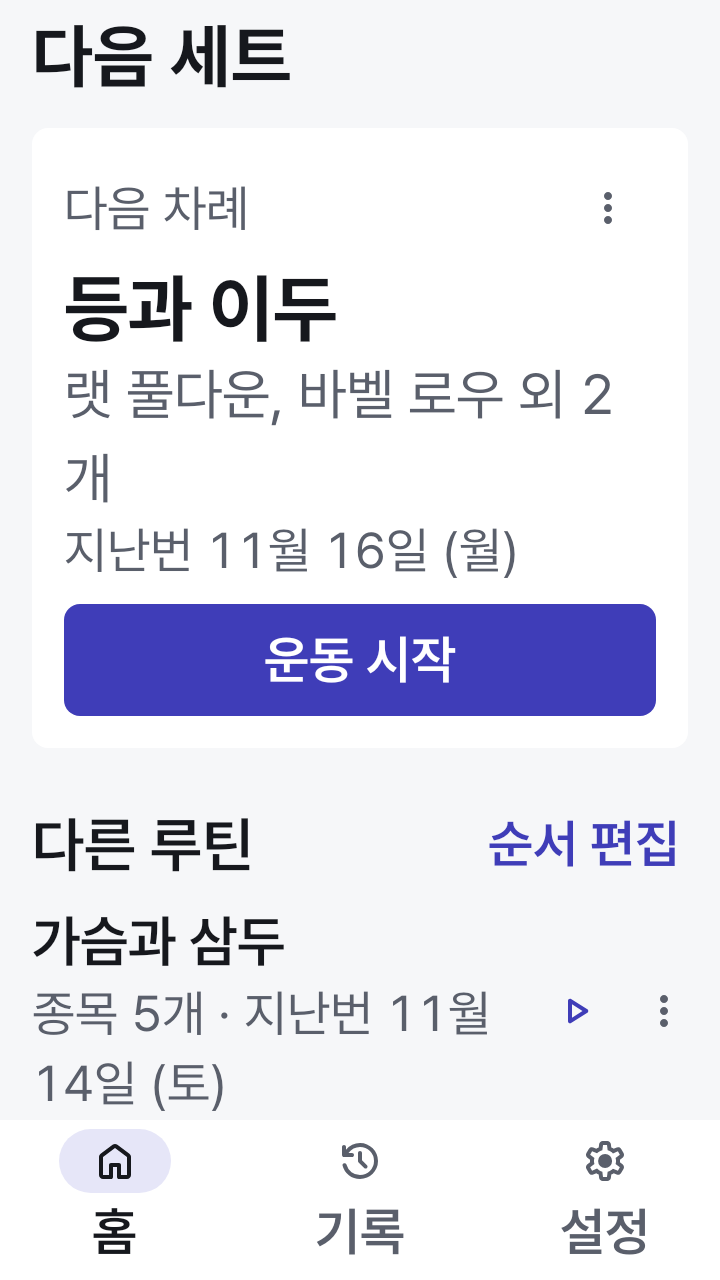 다음 세트
다음 차례
등과 이두
랫 풀다운, 바벨 로우 외 2
개
지난번 11월 16일 (월)
운동 시작
다른 루틴
순서 편집
가슴과 삼두
종목 5개 · 지난번 11월
14일 (토)
홈
기록
설정